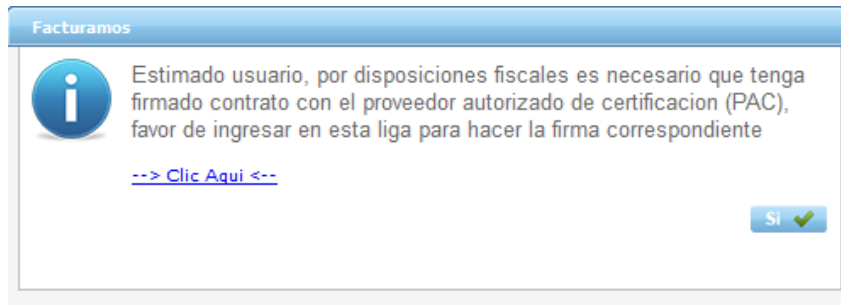 Facturamos
Estimado usuario, por disposiciones fiscales es necesario que tenga
firmado contrato con el proveedor autorizado de certificacion (PAC),
favor de ingresar en esta liga para hacer la firma correspondiente
--> Clic Aqui <--
Si